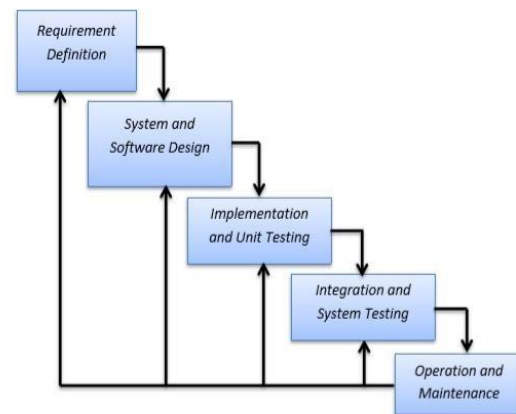 Requirement
Definition
System and
Software Design
Implementation
and Unit Testing
Integration and
System Testing
Operation and
Maintenance